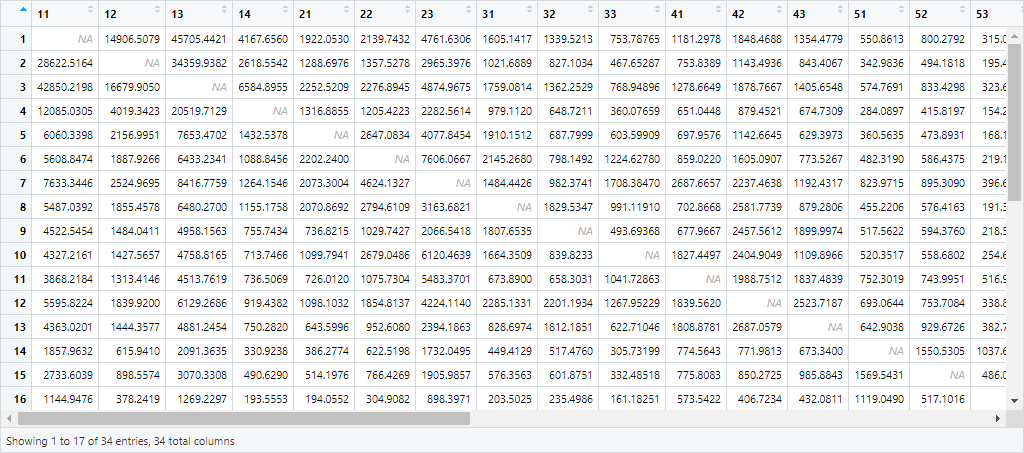 11 12 13 14 21 22 23 31 32 33 41 42 43 51 52 53
1 NA 14906.5079 45705.4421 4167.6560 1922.0530 2139.7432 4761.6306 1605.1417 1339.5213 753.78765 1181.2978 1848.4688 1354.4779 550.8613 800.2792 315.0
2 28622.5164 NA 34359.9382 2618.5542 1288.6976 1357.5278 2965.3976 1021.6889 827.1034 467.65287 753.8389 1143.4936 843.4067 342.9836 494.1818 195.4
3 42850.2198 16679.9050 NA 6584.8955 2252.5209 2276.8945 4874.9675 1759.0814 1362.2529 768.94896 1278.6649 1878.7667 1405.6548 574.7691 833.4298 323.6
4 12085.0305 4019.3423 20519.7129 NA 1316.8855 1205.4223 2282.5614 979.1120 648.7211 360.07659 651.0448 879.4521 674.7309 284.0897 415.8197 154.2
5 6060.3398 2156.9951 7653.4702 1432.5378 NA 2647.0834 4077.8454 1910.1512 687.7999 603.59909 697.9576 1142.6645 629.3973 360.5635 473.8931 168.1
6 5608.8474 1887.9266 6433.2341 1088.8456 2202.2400 NA 7606.0667 2145.2680 798.1492 1224.62780 859.0220 1605.0907 773.5267 482.3190 586.4375 219.1
7 7633.3446 2524.9695 8416.7759 1264.1546 2073.3004 4624.1327 NA 1484.4426 982.3741 1708.38470 2687.6657 2237.4638 1192.4317 823.9715 895.3090 396.6
8 5487.0392 1855.4578 6480.2700 1155.1758 2070.8692 2794.6109 3163.6821 NA 1829.5347 991.11910 702.8668 2581.7739 879.2806 455.2206 576.4163 191.3
9 4522.5454 1484.0411 4958.1563 755.7434 736.8215 1029.7427 2066.5418 1807.6535 NA 493.69368 677.9667 2457.5612 1899.9974 517.5622 594.3760 218.5
10 4327.2161 1427.5657 4758.8165 713.7466 1099.7941 2679.0486 6120.4639 1664.3509 839.8233 NA 1827.4497 2404.9049 1109.8966 520.3517 558.6802 254.6
11 3868.2184 1313.4146 4513.7619 736.5069 726.0120 1075.7304 5483.3701 673.8900 658.3031 1041.72863 NA 1988.7512 1837.4839 752.3019 743.9951 516.9
12 5595.8224 1839.9200 6129.2686 919.4382 1098.1032 1854.8137 4224.1140 2285.1331 2201.1934 1267.95229 1839.5620 NA 2523.7187 693.0644 753.7084 338.8
13 4363.0201 1444.3577 4881.2454 750.2820 643.5996 952.6080 2394.1863 828.6974 1812.1851 622.71046 1808.8781 2687.0579 NA 642.9038 929.6726 382.7
14 1857.9632 615.9410 2091.3635 330.9238 386.2774 622.5198 1732.0495 449.4129 517.4760 305.73199 774.5643 771.9813 673.3400 NA 1550.5305 1037.6
15 2733.6039 898.5574 3070.3308 490.6290 514.1976 766.4269 1905.9857 576.3563 601.8751 332.48518 775.8083 850.2725 985.8843 1569.5431 NA 486.0
16 1144.9476 378.2419 1269.2297 193.5553 194.0552 304.9082 898.3971 203.5025 235.4986 161.18251 573.5422 406.7234 432.0811 1119.0490 517.1016
Showing 1 to 17 of 34 entries, 34 total columns